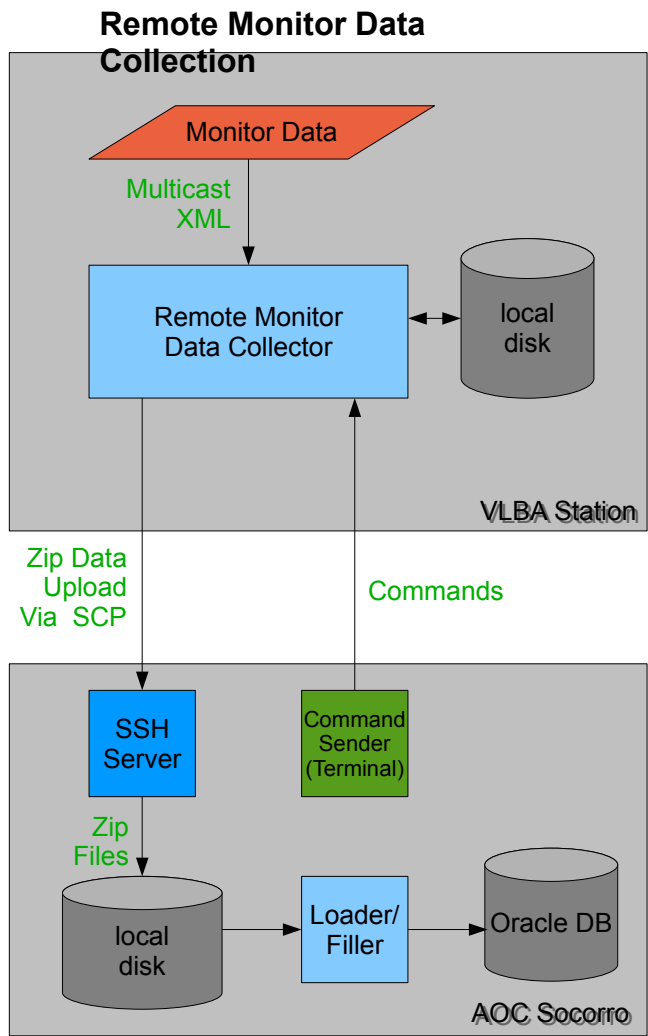 Remote Monitor Data
Collection
Monitor Data
Multicast
XML
Remote Monitor
Data Collector
local
disk
VLBA Station
Zip Data
Upload
Via SCP
Commands
SSH
Server
Command
Sender
(Terminal)
Zip
Files
local
disk
Loader/
Filler
Oracle DB
AOC Socorro